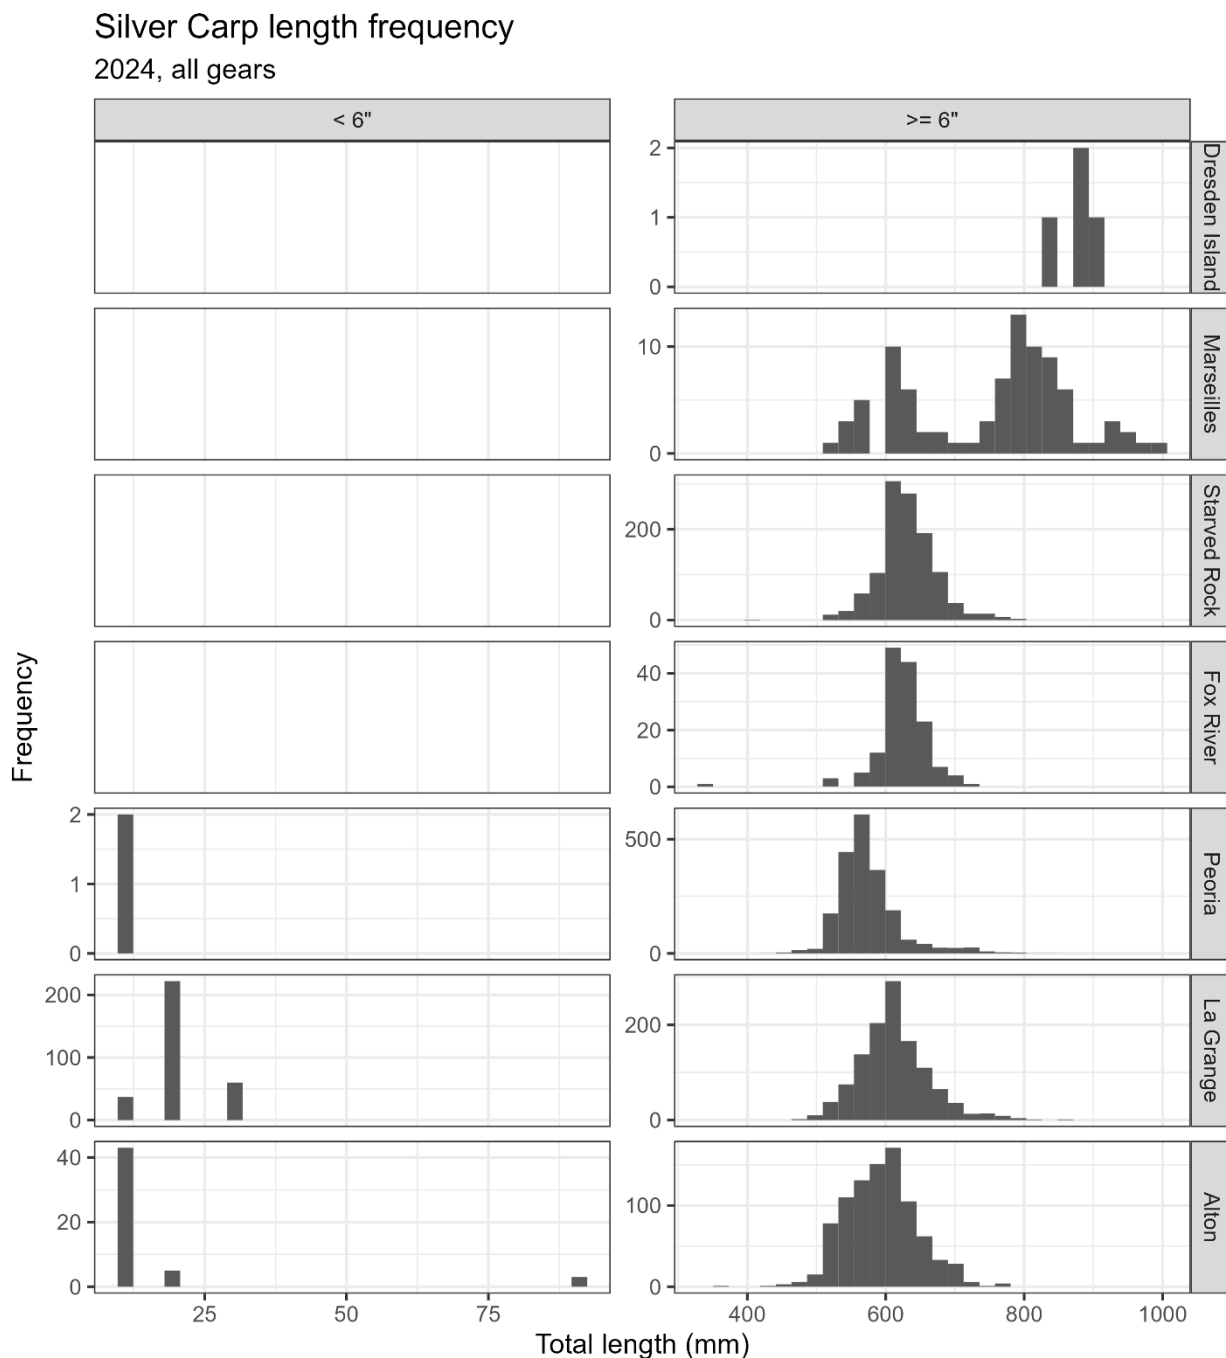 Silver Carp length frequency
2024, all gears
< 6"
>= 6"
2
1
0
Dresden Island
10
0
Marseilles
200
0
Starved Rock
40
20
0
Fox River
2
1
0
500
0
Peoria
200
100
0
200
0
La Grange
40
20
0
100
0
Alton
25 50 75
400 600 800 1000
Frequency
Total length (mm)